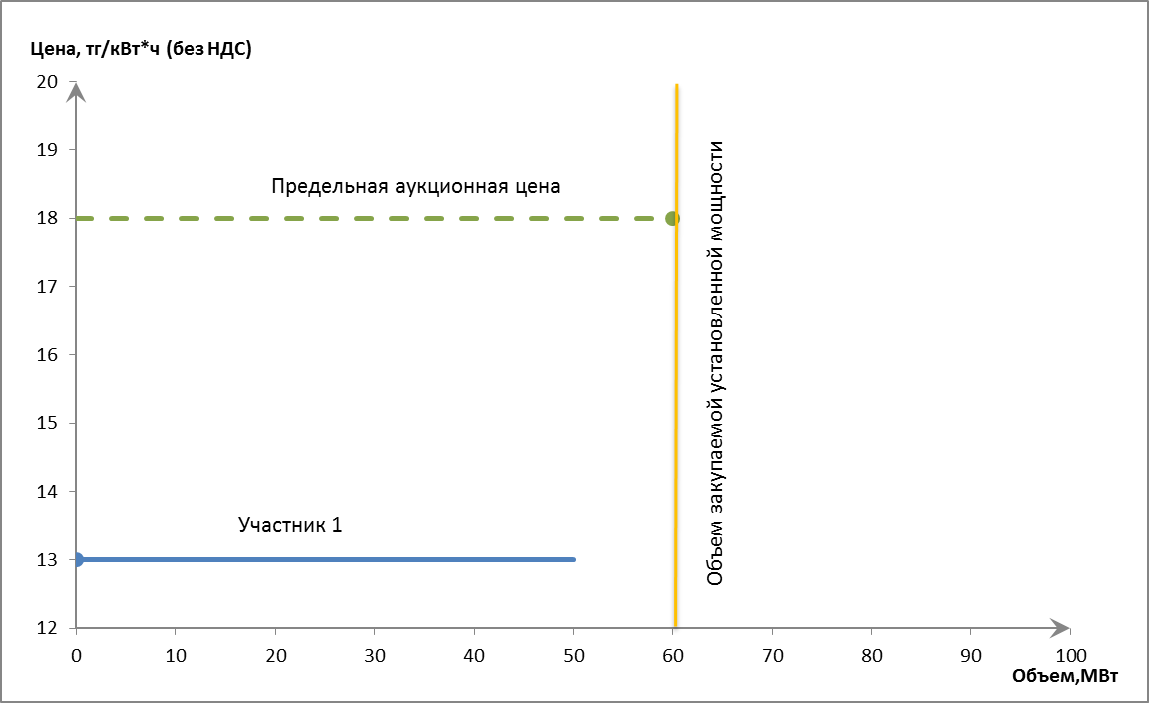 Цена, тг/кВт*ч (без НДС)
20
19
18
17
16
15
14
13
12
Предельная аукционная цена
Участник 1
Объем закупаемой установленной мощности
0 10 20 30 40 50 60 70 80 90 100
Объем,МВт